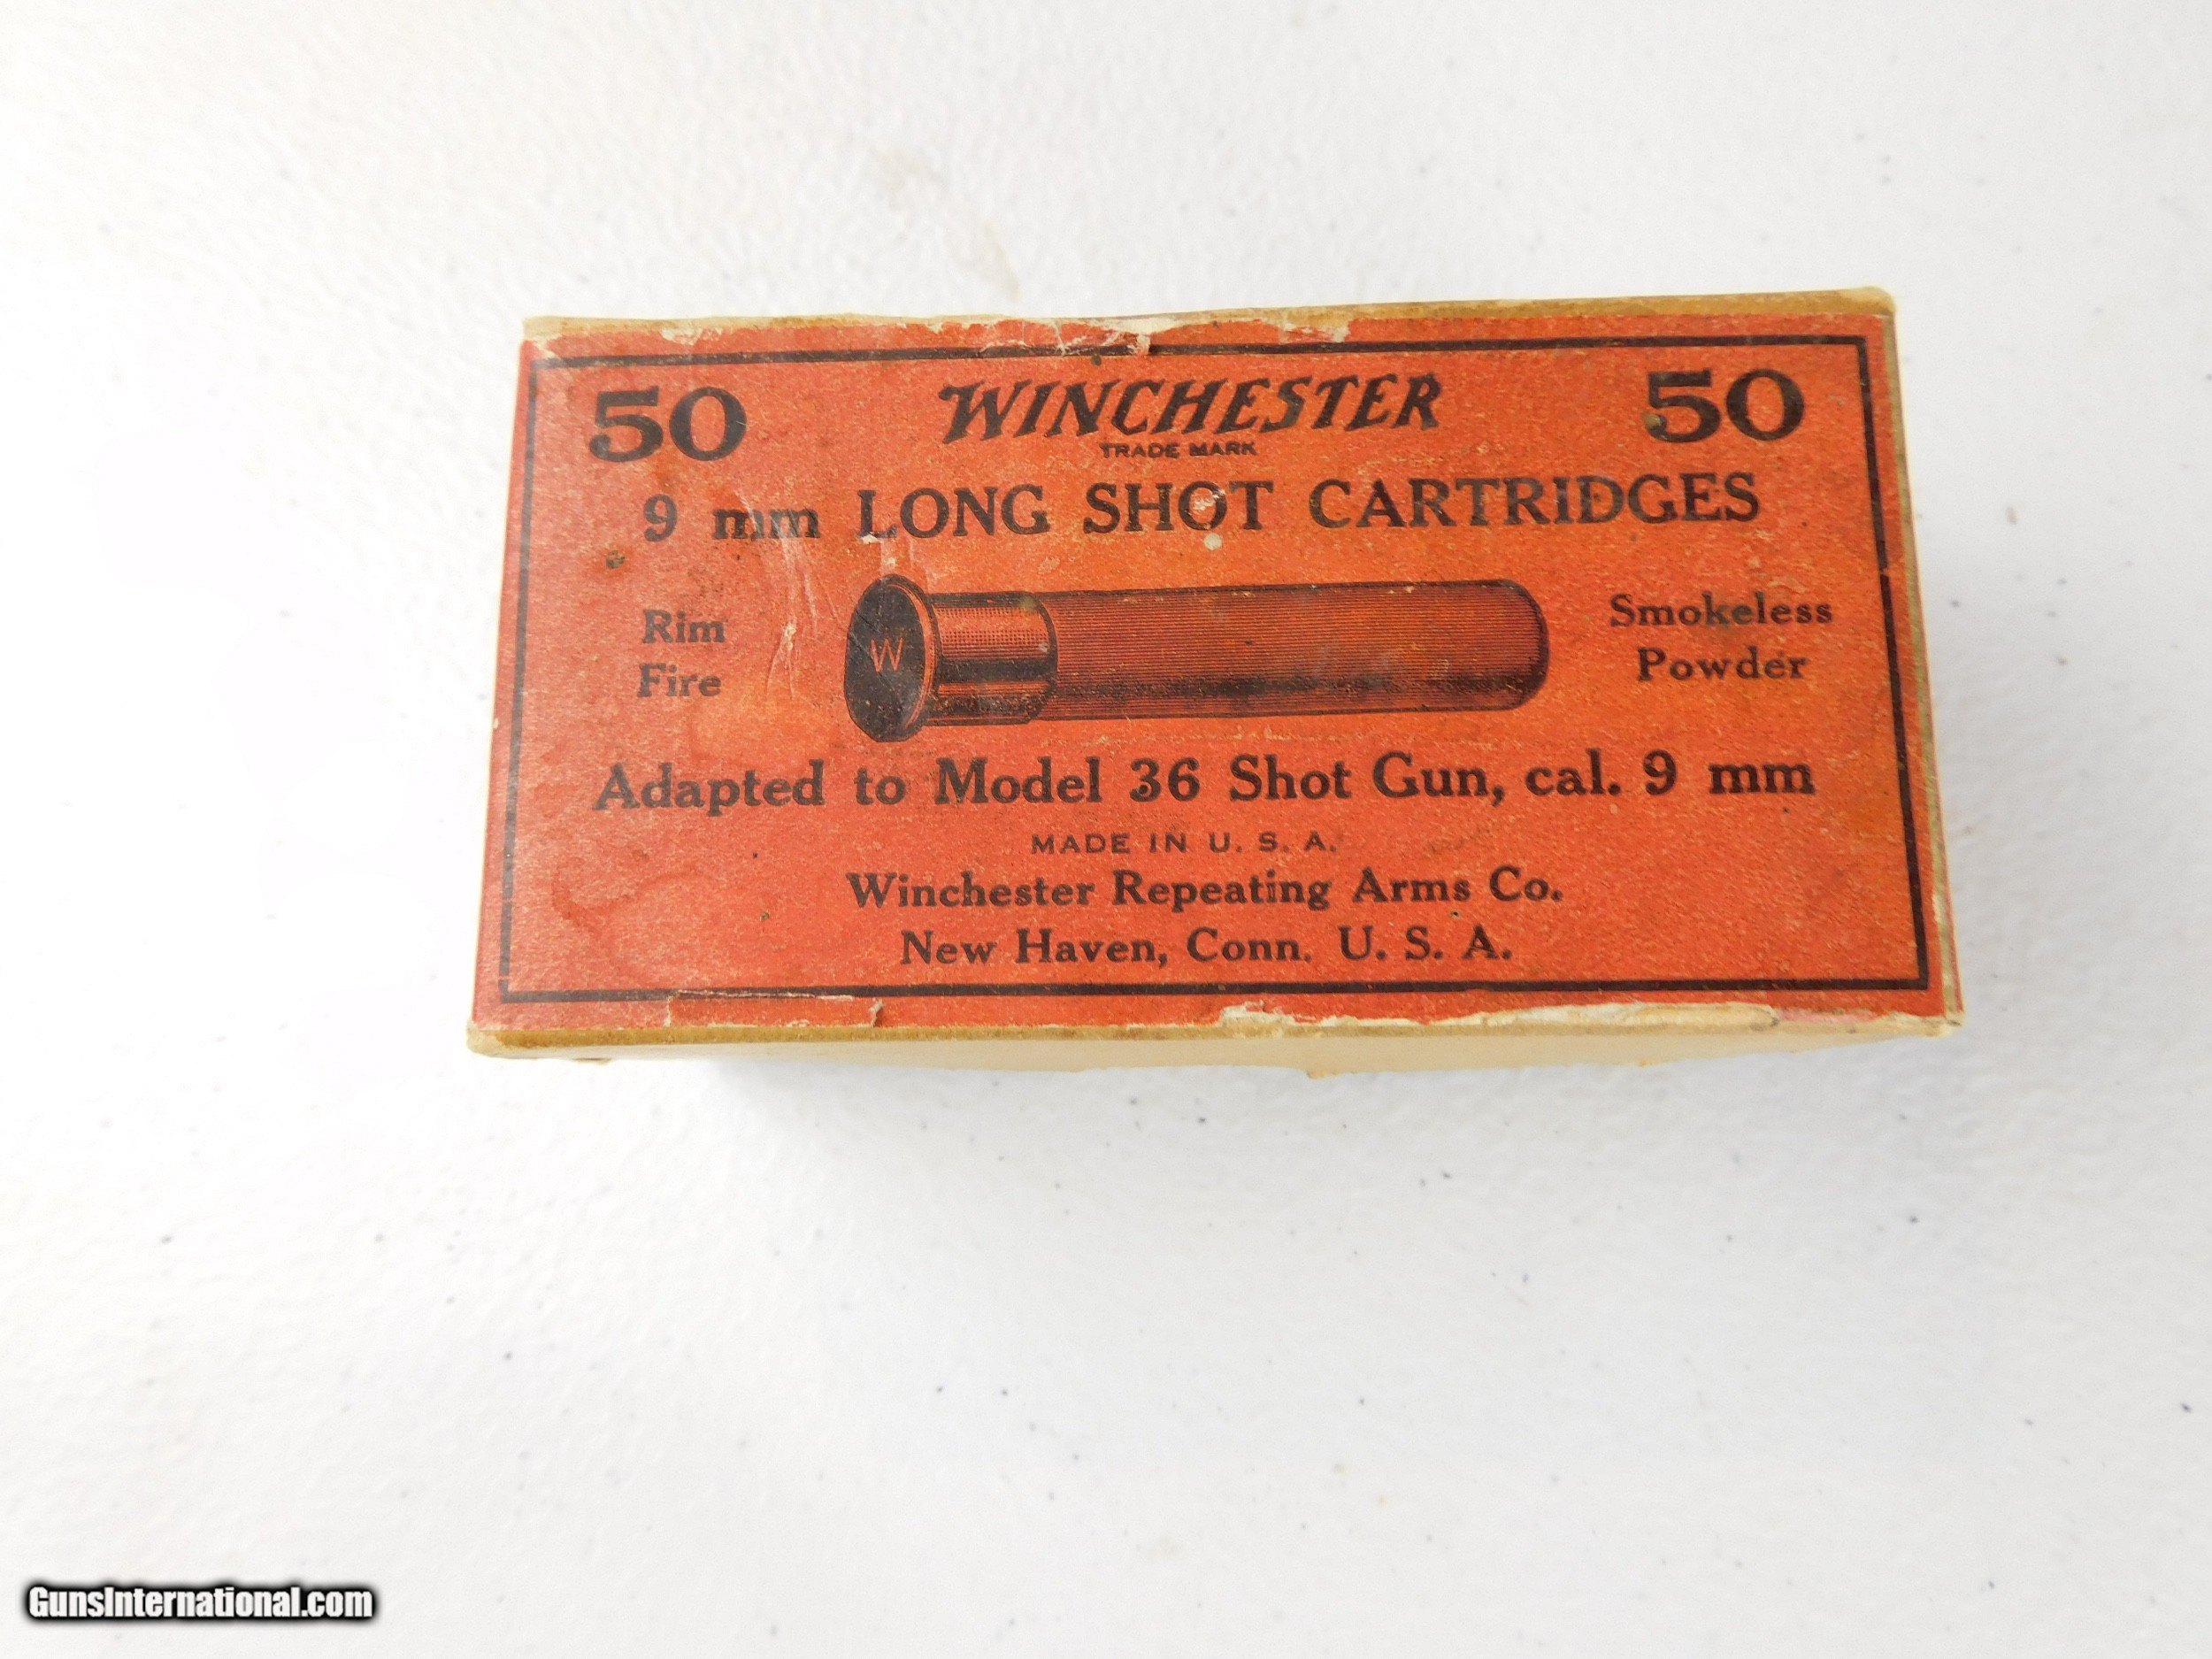 50 WINCHESTER 50
TRADE MARK
9 mm LONG SHOT CARTRIDGES
Rim
Fire
W
Smokeless
Powder
Adapted to Model 36 Shot Gun, cal. 9 mm
MADE IN U. S. A.
Winchester Repeating Arms Co.
New Haven, Conn. U. S. A.
GunsInternational.com